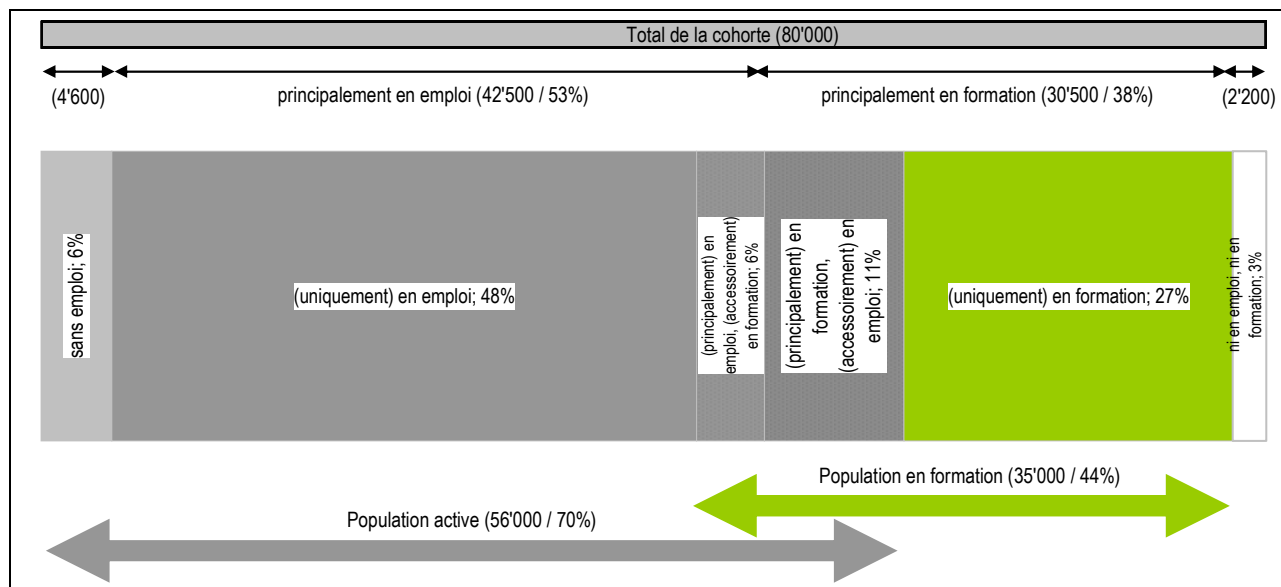 Total de la cohorte (80'000)
(4'600)
principalement en emploi (42'500 / 53%)
principalement en formation (30'500 / 38%)
(2'200)
sans emploi; 6%
(uniquement) en emploi; 48%
(principalement) en
emploi, (accessoirement)
en formation; 6%
(principalement) en
formation,
(accessoirement) en
emploi; 11%
(uniquement) en formation; 27%
ni en emploi, ni en
formation; 3%
Population en formation (35'000 / 44%)
Population active (56'000 / 70%)